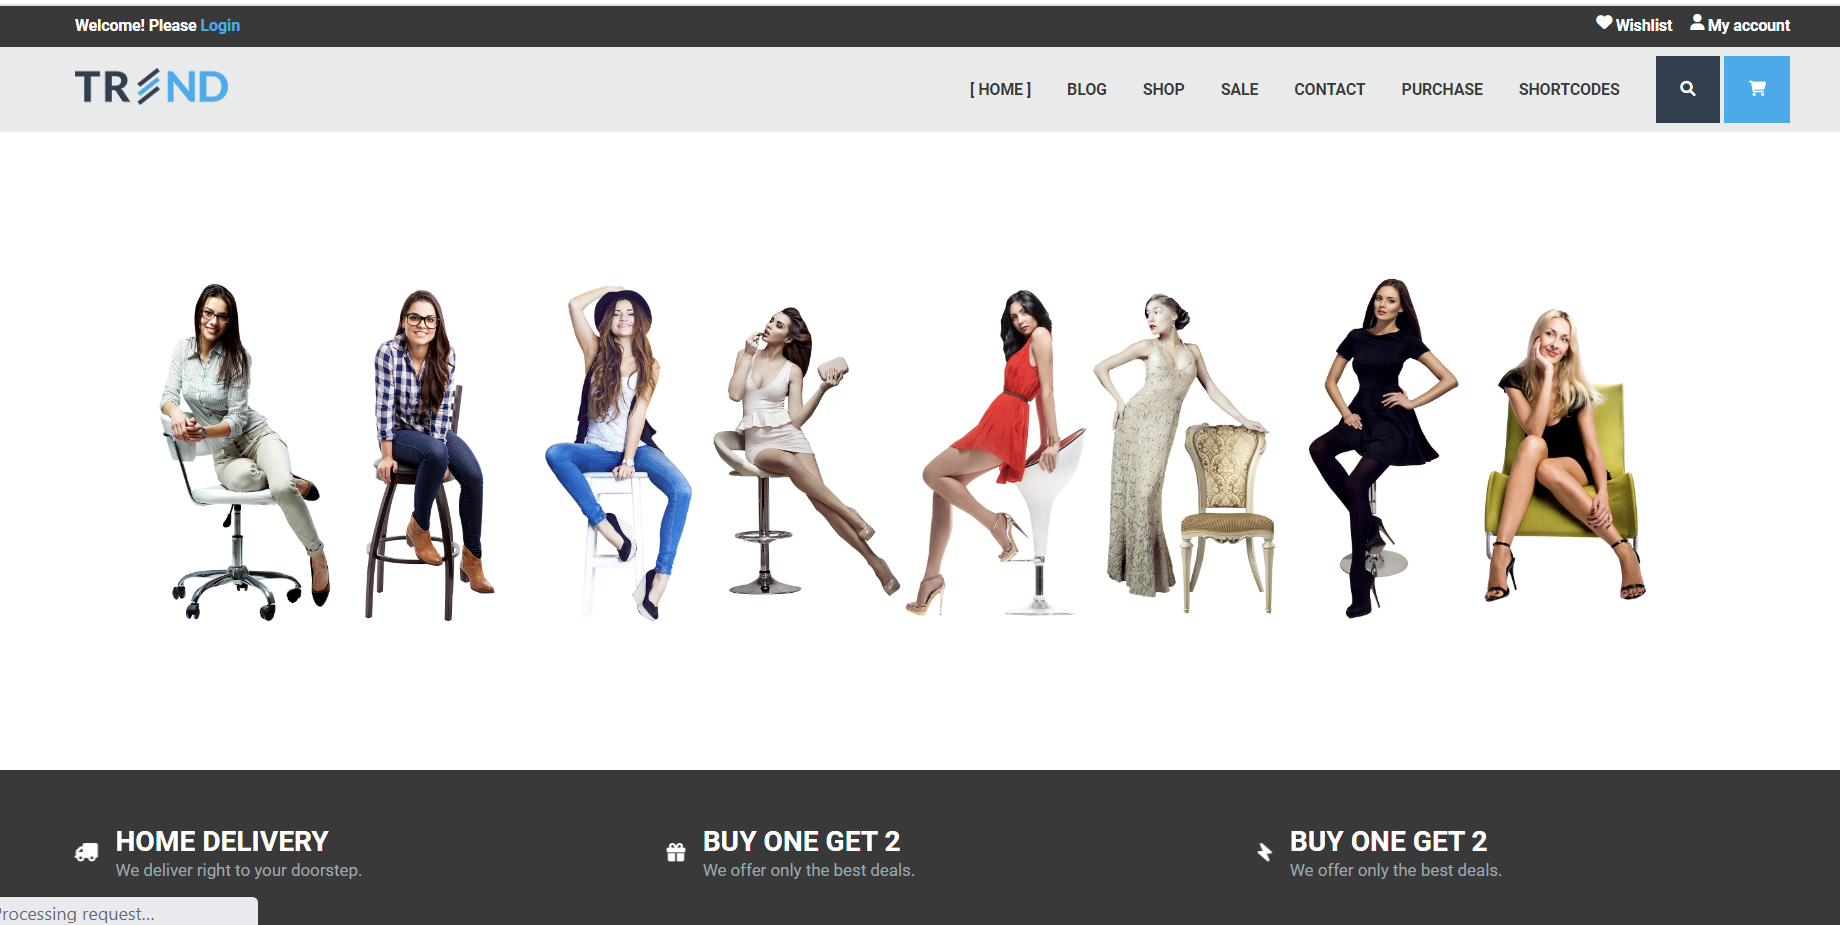 Welcome! Please Login
Wishlist My account
TREND
[ HOME ] BLOG SHOP SALE CONTACT PURCHASE SHORTCODES
HOME DELIVERY
We deliver right to your doorstep.
BUY ONE GET 2
We offer only the best deals.
BUY ONE GET 2
We offer only the best deals.
Processing request...